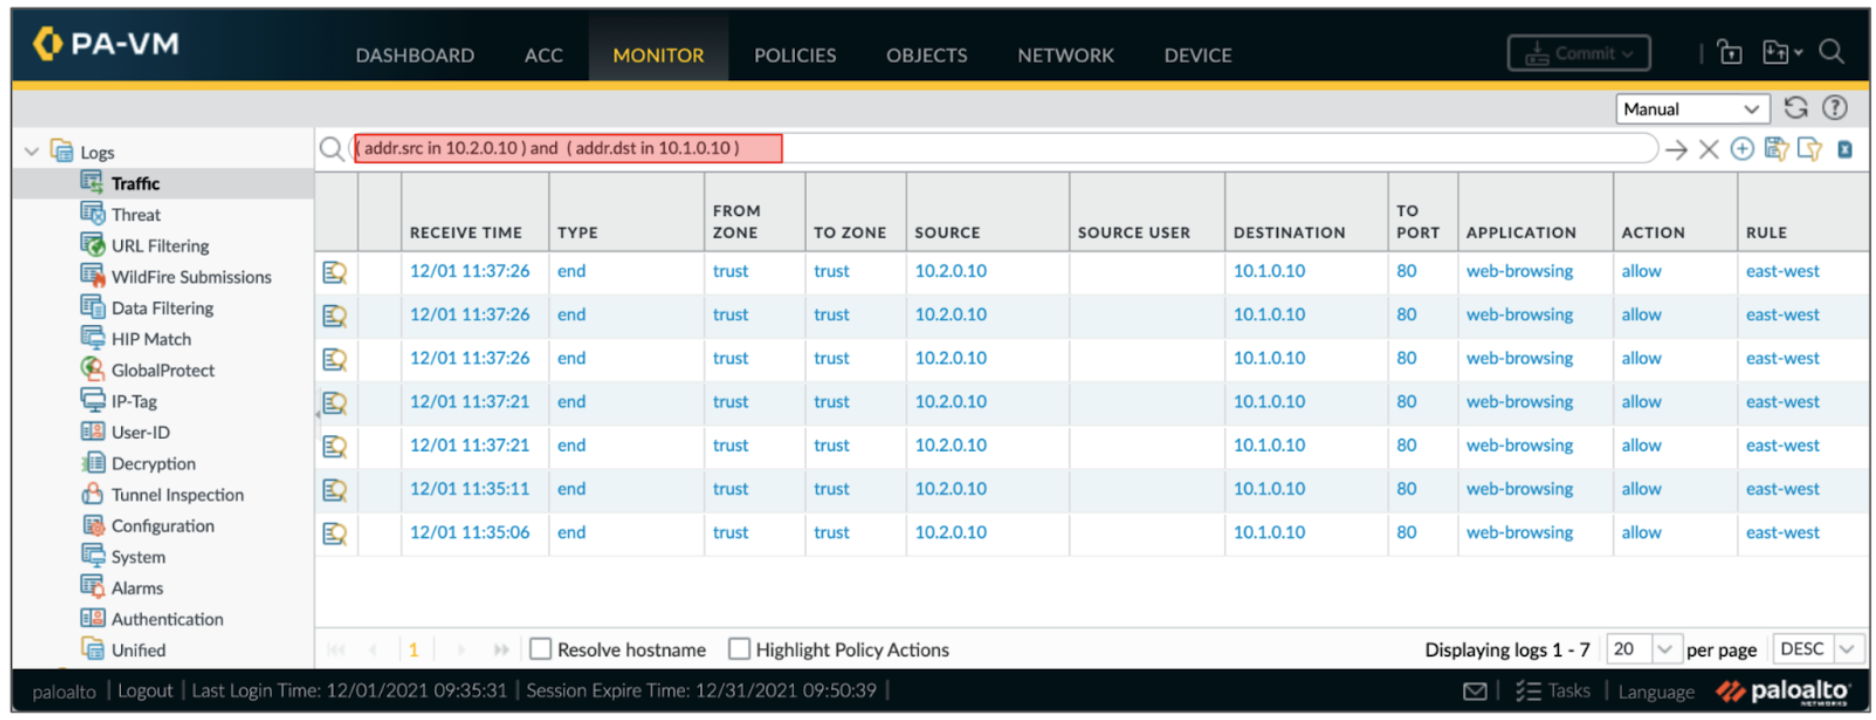 PA-VM
DASHBOARD ACC MONITOR POLICIES OBJECTS NETWORK DEVICE Commit
Manual
Logs
Traffic
Threat
URL Filtering
WildFire Submissions
Data Filtering
HIP Match
GlobalProtect
IP-Tag
User-ID
Decryption
Tunnel Inspection
Configuration
System
Alarms
Authentication
Unified
( addr.src in 10.2.0.10 ) and ( addr.dst in 10.1.0.10 )
RECEIVE TIME TYPE FROM ZONE TO ZONE SOURCE SOURCE USER DESTINATION TO PORT APPLICATION ACTION RULE
12/01 11:37:26 end trust trust 10.2.0.10 10.1.0.10 80 web-browsing allow east-west
12/01 11:37:26 end trust trust 10.2.0.10 10.1.0.10 80 web-browsing allow east-west
12/01 11:37:26 end trust trust 10.2.0.10 10.1.0.10 80 web-browsing allow east-west
12/01 11:37:21 end trust trust 10.2.0.10 10.1.0.10 80 web-browsing allow east-west
12/01 11:37:21 end trust trust 10.2.0.10 10.1.0.10 80 web-browsing allow east-west
12/01 11:35:11 end trust trust 10.2.0.10 10.1.0.10 80 web-browsing allow east-west
12/01 11:35:06 end trust trust 10.2.0.10 10.1.0.10 80 web-browsing allow east-west
1 Resolve hostname Highlight Policy Actions Displaying logs 1 - 7 20 per page DESC
paloalto | Logout | Last Login Time: 12/01/2021 09:35:31 | Session Expire Time: 12/31/2021 09:50:39 | | Tasks | Language paloalto NETWORKS